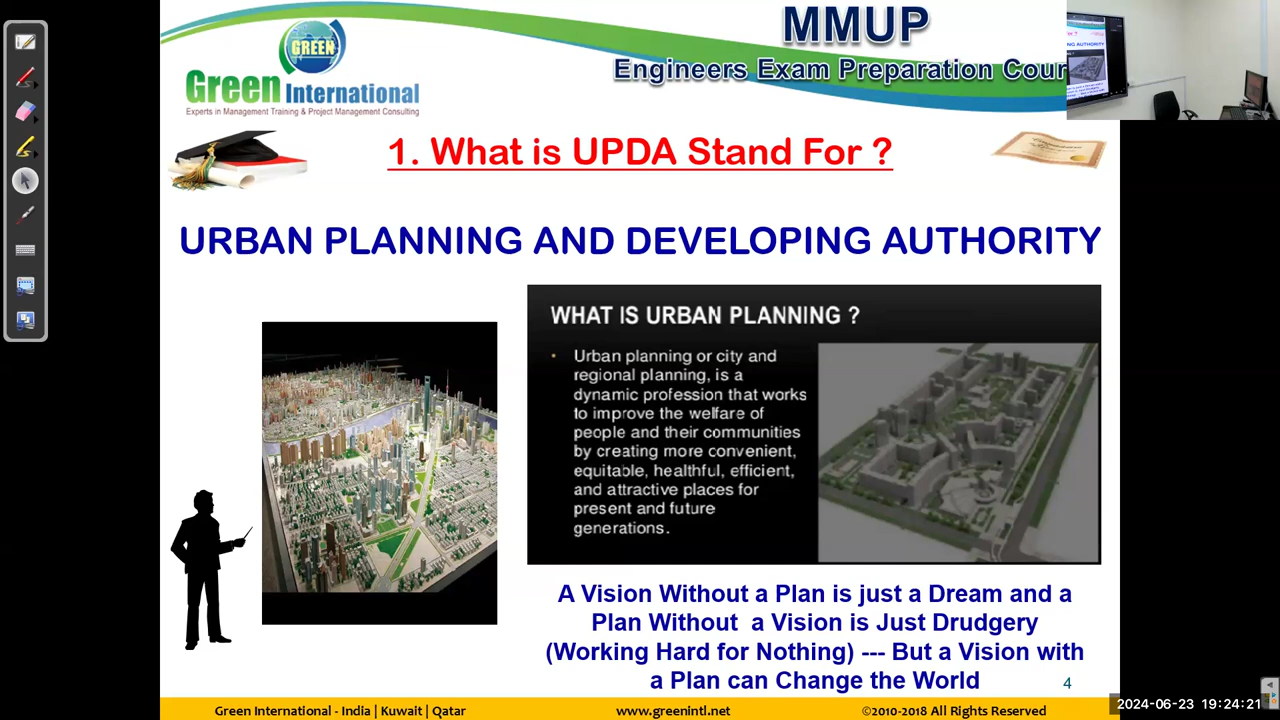 MMUP
Engineers Exam Preparation Cour
GREEN
Green International
Experts in Management Training & Project Management Consulting
1. What is UPDA Stand For ?
URBAN PLANNING AND DEVELOPING AUTHORITY
WHAT IS URBAN PLANNING ?
• Urban planning or city and
regional planning, is a
dynamic profession that works
to improve the welfare of
people and their communities
by creating more convenient,
equitable, healthful, efficient,
and attractive places for
present and future
generations.
A Vision Without a Plan is just a Dream and a
Plan Without a Vision is Just Drudgery
(Working Hard for Nothing) --- But a Vision with
a Plan can Change the World
4
Green International - India | Kuwait | Qatar
www.greenintl.net
©2010-2018 All Rights Reserved
2024-06-23 19:24:21